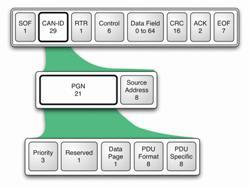 SOF CAN-ID RTR Control Data Field CRC ACK EOF
1 29 1 6 0 to 64 16 2 7
PGN Source Address
21 8
Priority Reserved Data Page PDU Format PDU Specific
3 1 1 8 8